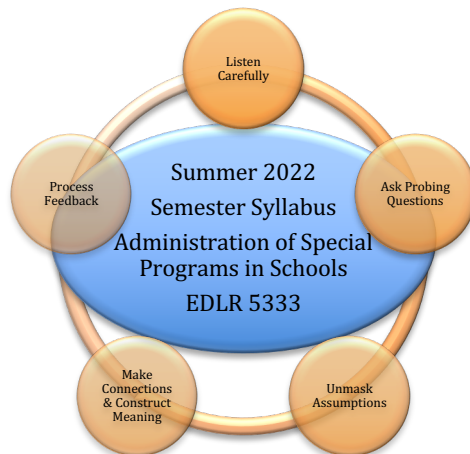 Listen
Carefully
Summer 2022
Semester Syllabus
Administration of Special
Programs in Schools
EDLR 5333
Ask Probing
Questions
Unmask
Assumptions
Make
Connections
& Construct
Meaning
Process
Feedback